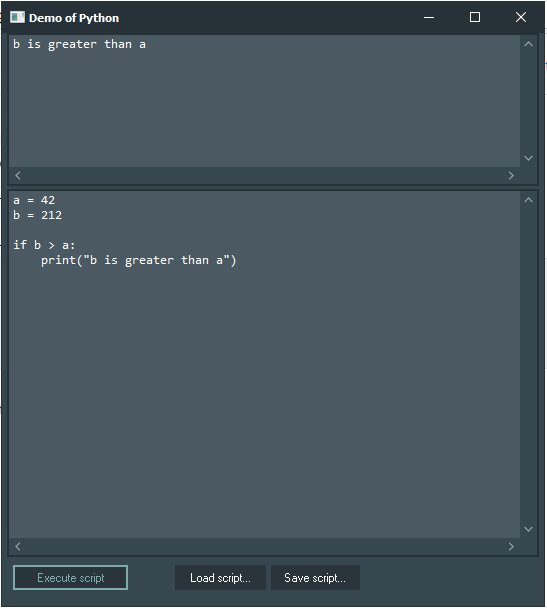 Demo of Python
b is greater than a
a = 42
b = 212

if b > a:
    print("b is greater than a")
Execute script
Load script...
Save script...